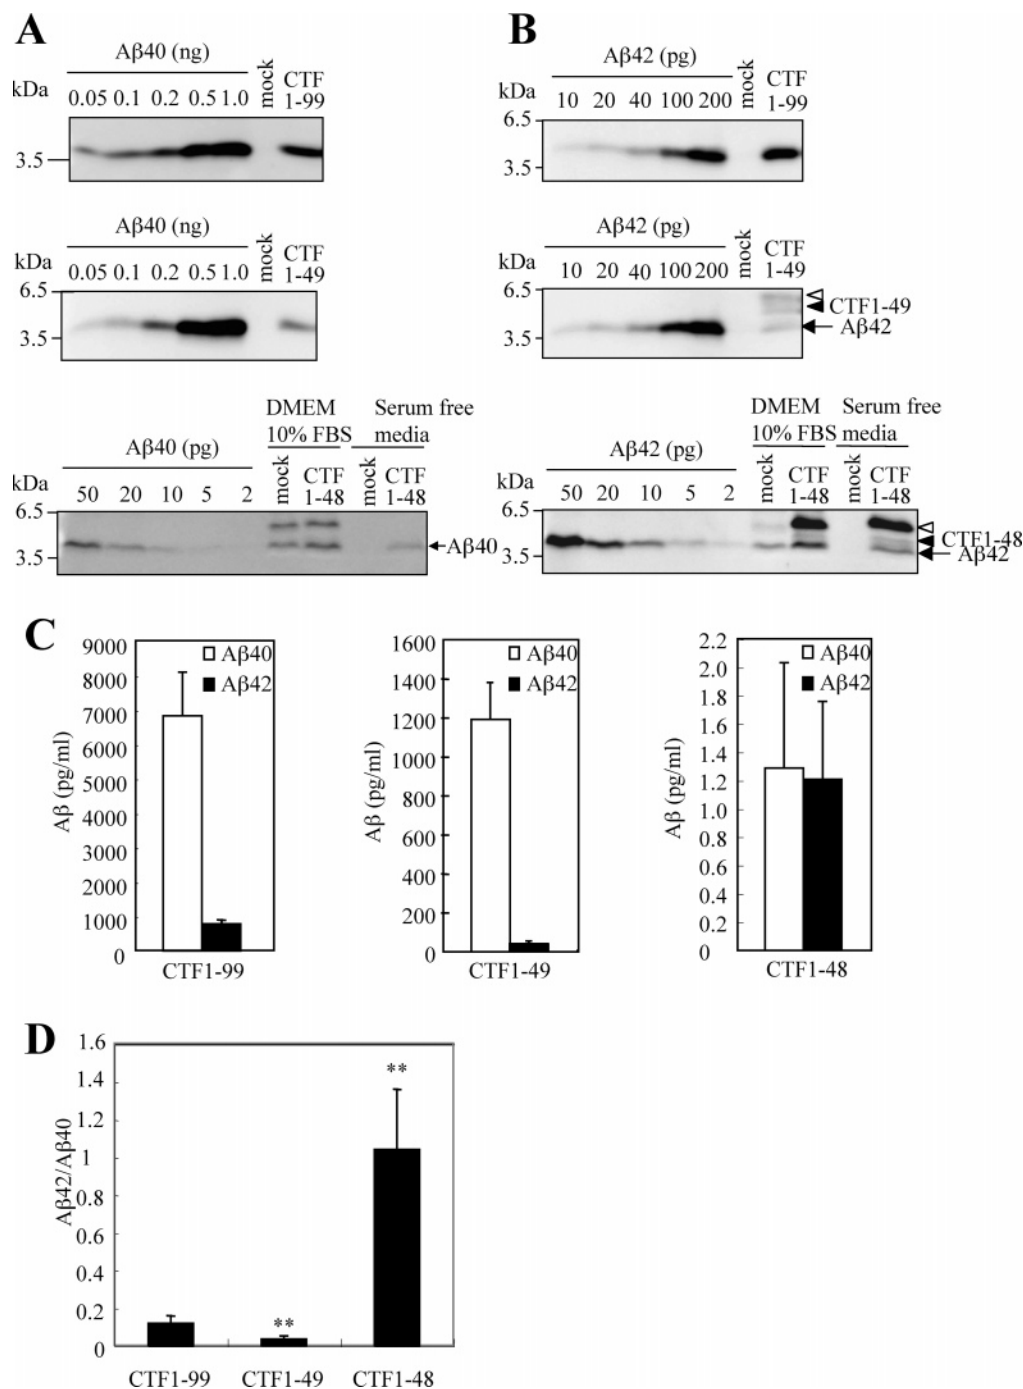 A
Aβ40 (ng)
kDa
0.05 0.1 0.2 0.5 1.0 mock CTF 1-99
3.5
Aβ40 (ng)
kDa
0.05 0.1 0.2 0.5 1.0 mock CTF 1-49
6.5
3.5
DMEM 10% FBS
Serum free media
Aβ40 (pg)
kDa
50 20 10 5 2 mock CTF 1-48 mock CTF 1-48
6.5
3.5
Aβ40
B
Aβ42 (pg)
kDa
10 20 40 100 200 mock CTF 1-99
6.5
3.5
Aβ42 (pg)
kDa
10 20 40 100 200 mock CTF 1-49
6.5
3.5
CTF1-49
Aβ42
DMEM 10% FBS
Serum free media
Aβ42 (pg)
kDa
50 20 10 5 2 mock CTF 1-48 mock CTF 1-48
6.5
3.5
CTF1-48
Aβ42
C
Aβ (pg/ml)
9000
8000
7000
6000
5000
4000
3000
2000
1000
0
Aβ40
Aβ42
CTF1-99
Aβ (pg/ml)
1600
1400
1200
1000
800
600
400
200
0
Aβ40
Aβ42
CTF1-49
Aβ (pg/ml)
2.2
2.0
1.8
1.6
1.4
1.2
1.0
0.8
0.6
0.4
0.2
0
Aβ40
Aβ42
CTF1-48
D
Aβ42/Aβ40
1.6
1.4
1.2
1
0.8
0.6
0.4
0.2
0
**
**
CTF1-99 CTF1-49 CTF1-48